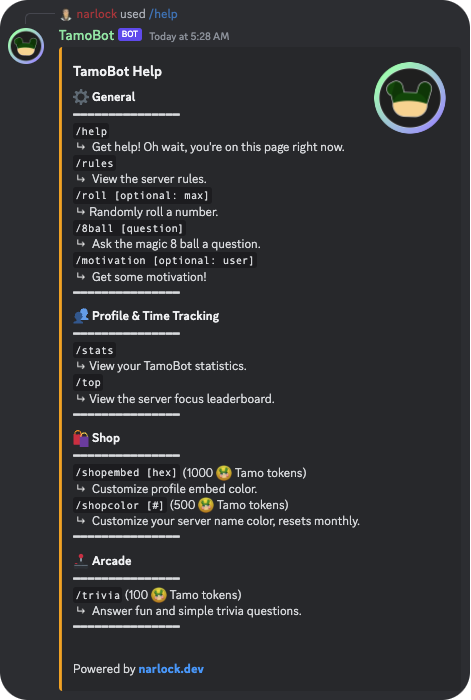 narlock used /help
TamoBot BOT Today at 5:28 AM
TamoBot Help
General
/help
↳ Get help! Oh wait, you're on this page right now.
/rules
↳ View the server rules.
/roll [optional: max]
↳ Randomly roll a number.
/8ball [question]
↳ Ask the magic 8 ball a question.
/motivation [optional: user]
↳ Get some motivation!
Profile & Time Tracking
/stats
↳ View your TamoBot statistics.
/top
↳ View the server focus leaderboard.
Shop
/shopembed [hex] (1000 Tamo tokens)
↳ Customize profile embed color.
/shopcolor [#] (500 Tamo tokens)
↳ Customize your server name color, resets monthly.
Arcade
/trivia (100 Tamo tokens)
↳ Answer fun and simple trivia questions.
Powered by narlock.dev